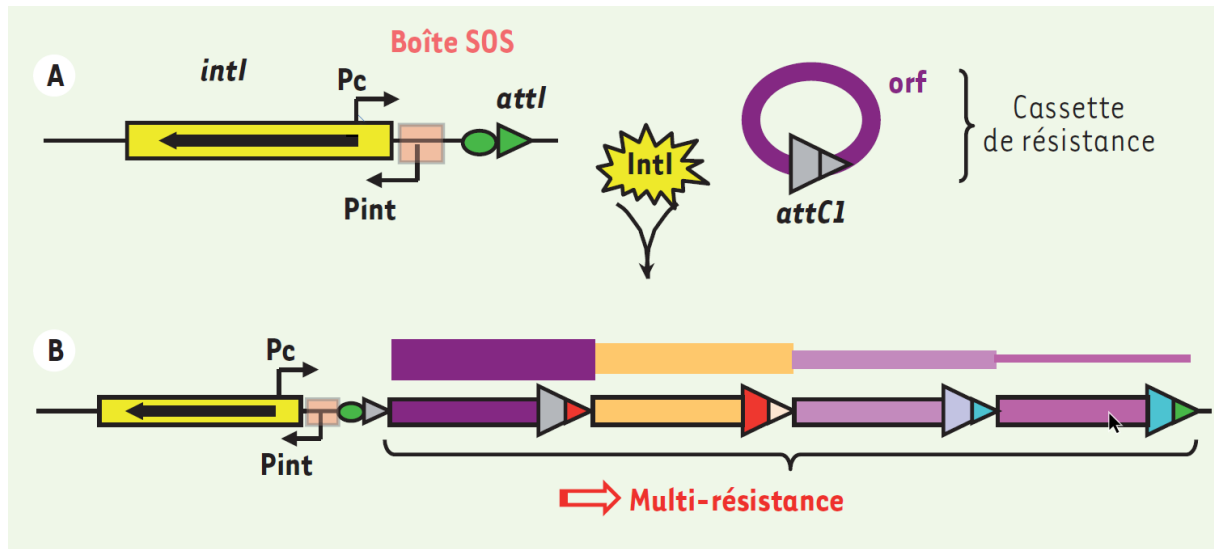 Boîte SOS
A
intI
Pc
attI
orf
Cassette
de résistance
IntI
Pint
attC1
B
Pc
Pint
Multi-résistance